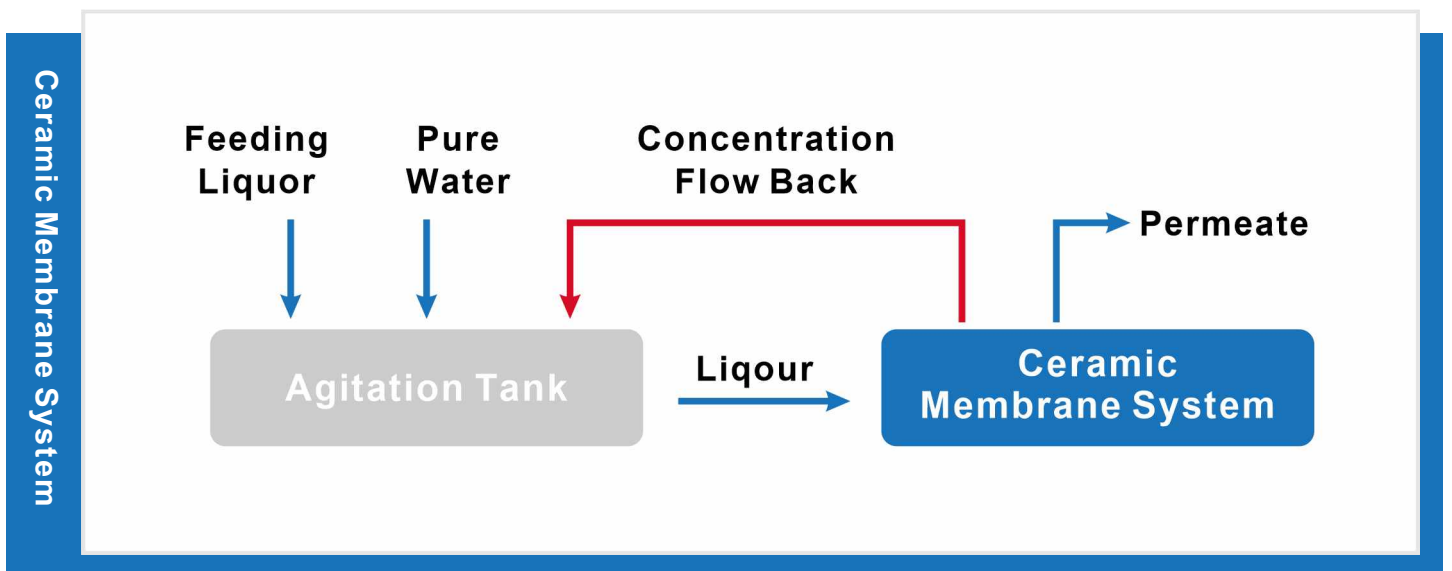 Ceramic Membrane System
Feeding
Liquor
Pure
Water
Concentration
Flow Back
Permeate
Agitation Tank
Liqour
Ceramic
Membrane System